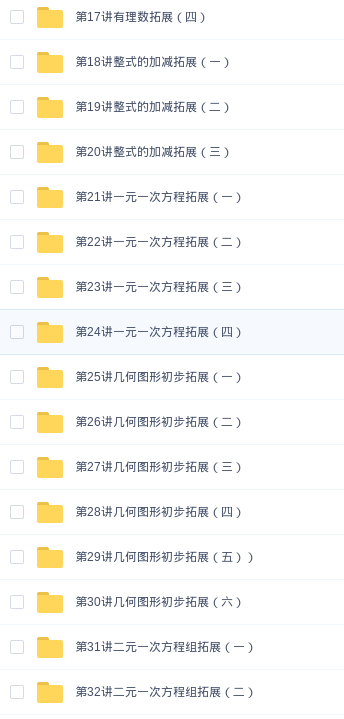 第17讲有理数拓展（四）
第18讲整式的加减拓展（一）
第19讲整式的加减拓展（二）
第20讲整式的加减拓展（三）
第21讲一元一次方程拓展（一）
第22讲一元一次方程拓展（二）
第23讲一元一次方程拓展（三）
第24讲一元一次方程拓展（四）
第25讲几何图形初步拓展（一）
第26讲几何图形初步拓展（二）
第27讲几何图形初步拓展（三）
第28讲几何图形初步拓展（四）
第29讲几何图形初步拓展（五））
第30讲几何图形初步拓展（六）
第31讲二元一次方程组拓展（一）
第32讲二元一次方程组拓展（二）